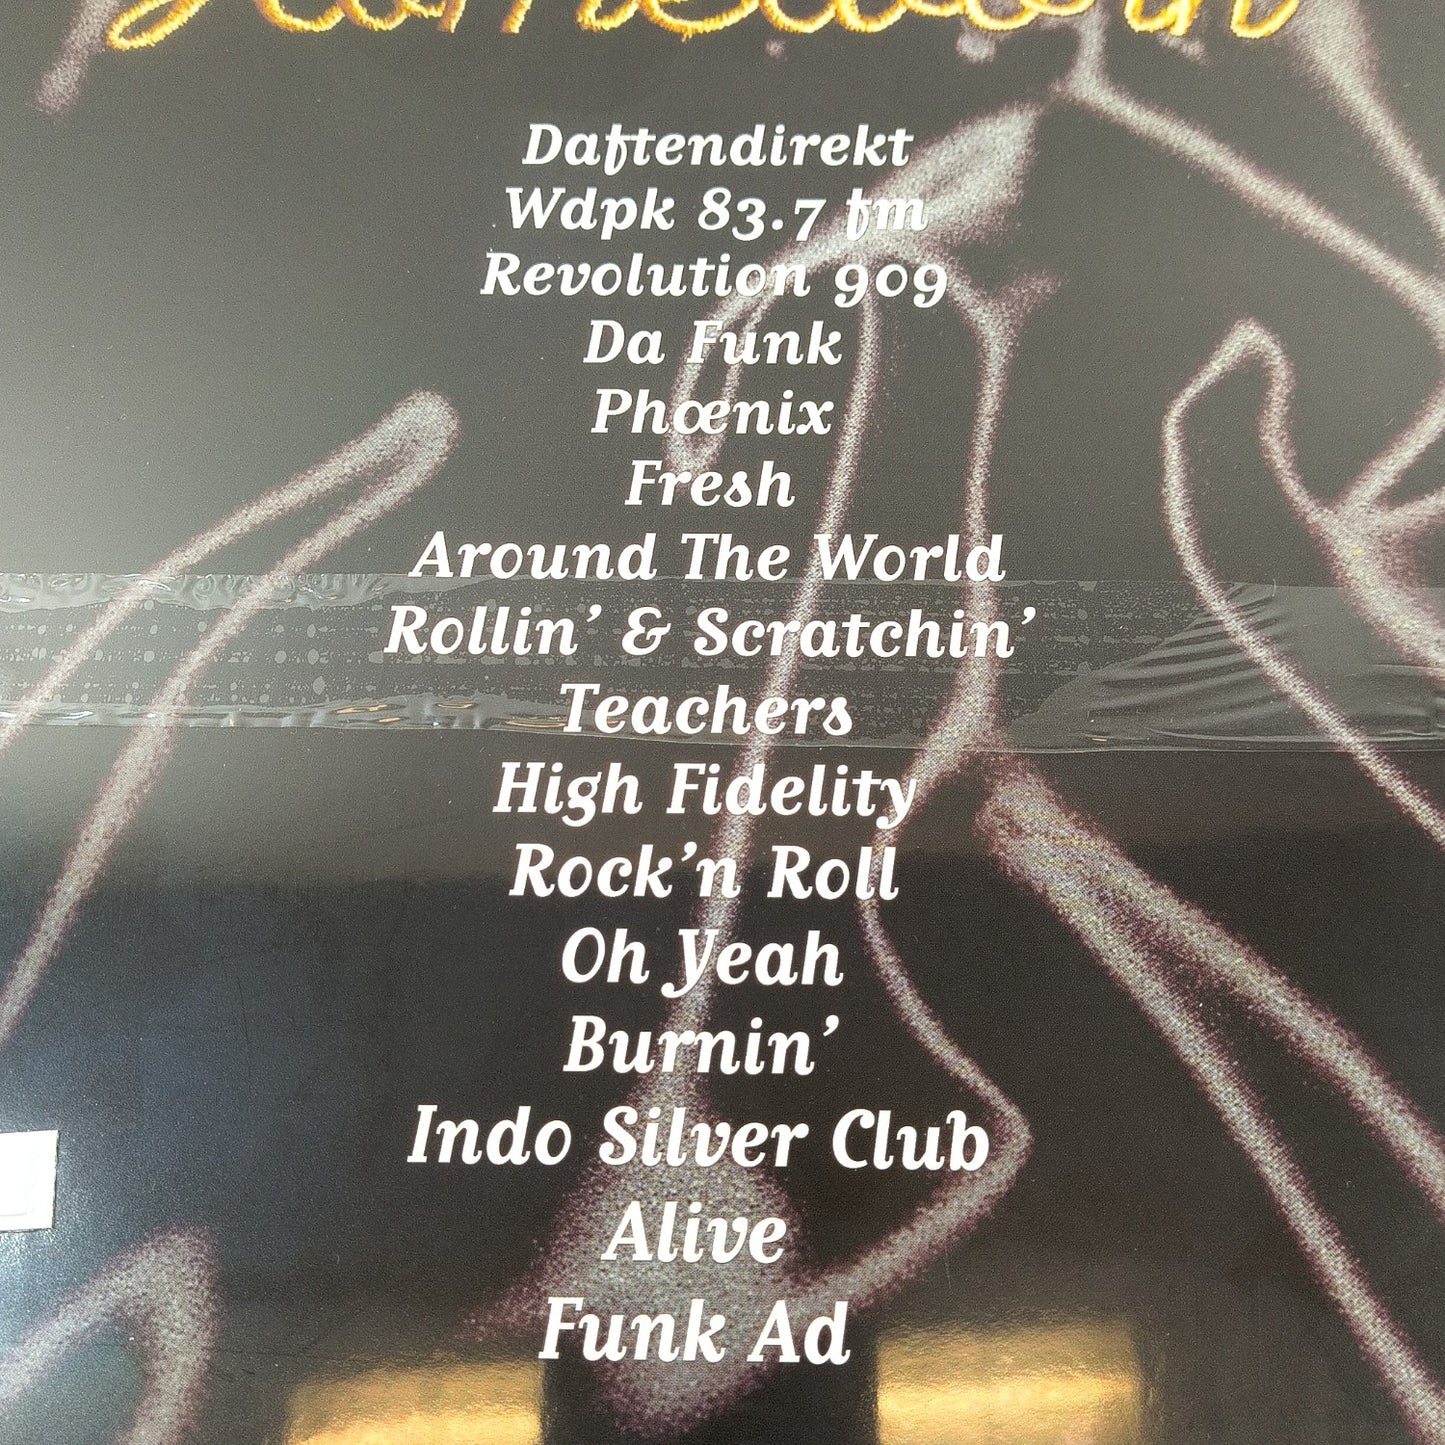 Daftendirekt
Wdpk 83.7 fm
Revolution 909
Da Funk
Phœnix
Fresh
Around The World
Rollin’ & Scratchin’
Teachers
High Fidelity
Rock’n Roll
Oh Yeah
Burnin’
Indo Silver Club
Alive
Funk Ad